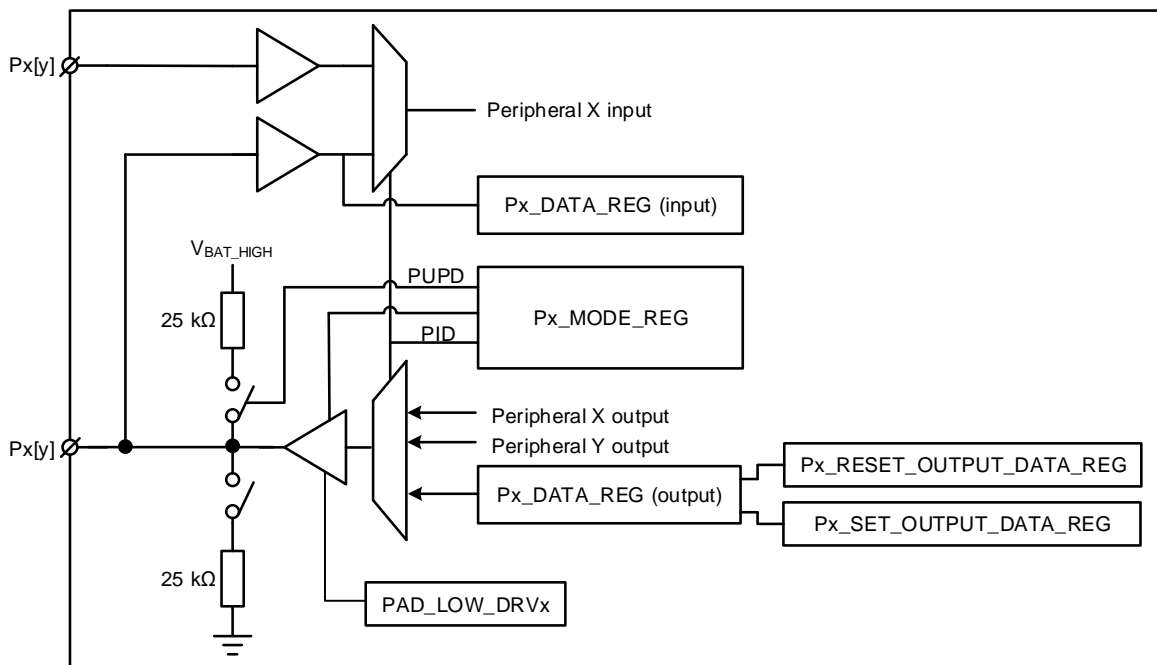 Px[y]
Peripheral X input
Px_DATA_REG (input)
VBAT_HIGH
PUPD
25 kΩ
Px_MODE_REG
PID
Peripheral X output
Px[y]
Peripheral Y output
Px_RESET_OUTPUT_DATA_REG
Px_DATA_REG (output)
Px_SET_OUTPUT_DATA_REG
25 kΩ
PAD_LOW_DRVx